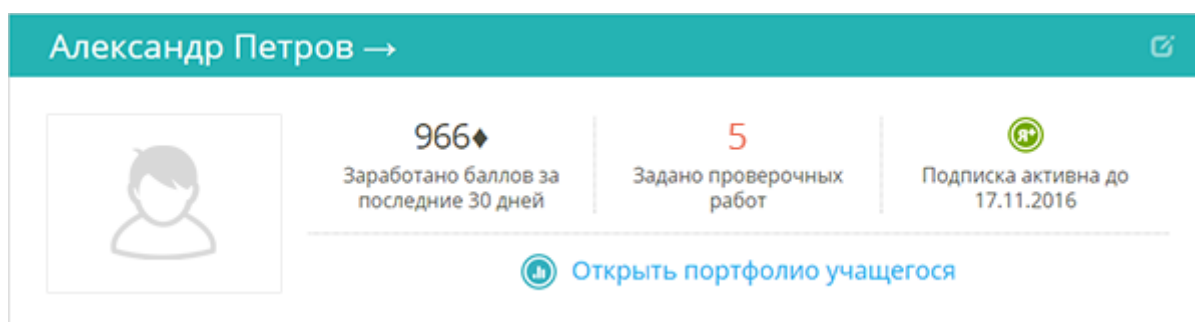 Александр Петров →
966♦
Заработано баллов за
последние 30 дней
5
Задано проверочных
работ
Я+
Подписка активна до
17.11.2016
Открыть портфолио учащегося